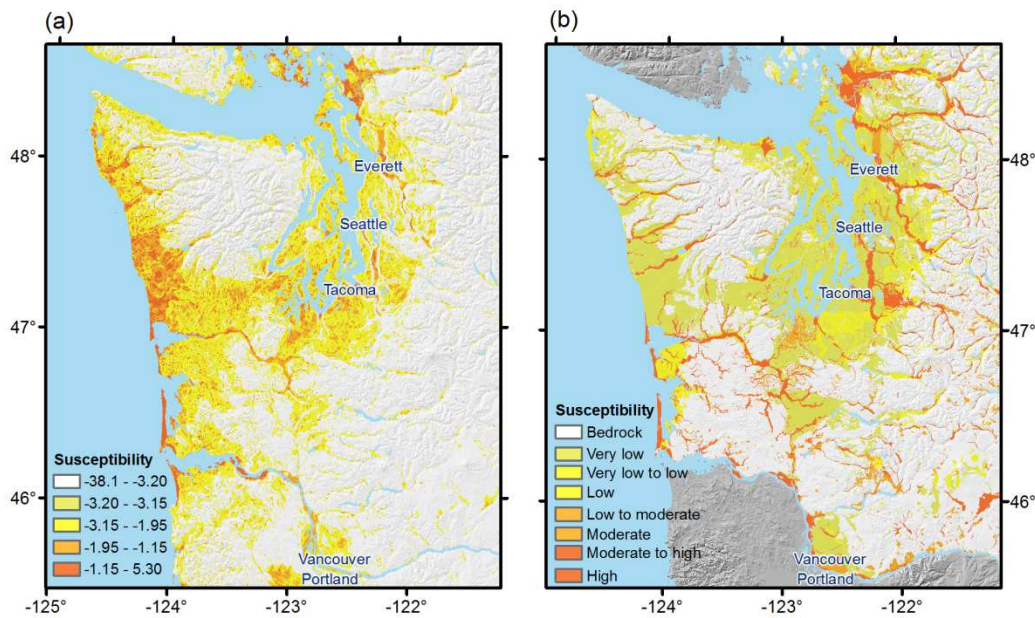 (a)
(b)
48°
47°
46°
Everett
Seattle
Tacoma
Vancouver
Portland
Susceptibility
-38.1 - -3.20
-3.20 - -3.15
-3.15 - -1.95
-1.95 - -1.15
-1.15 - 5.30
-125°
-124°
-123°
-122°
Everett
Seattle
Tacoma
Vancouver
Portland
Susceptibility
Bedrock
Very low
Very low to low
Low
Low to moderate
Moderate
Moderate to high
High
48°
47°
46°
-124°
-123°
-122°